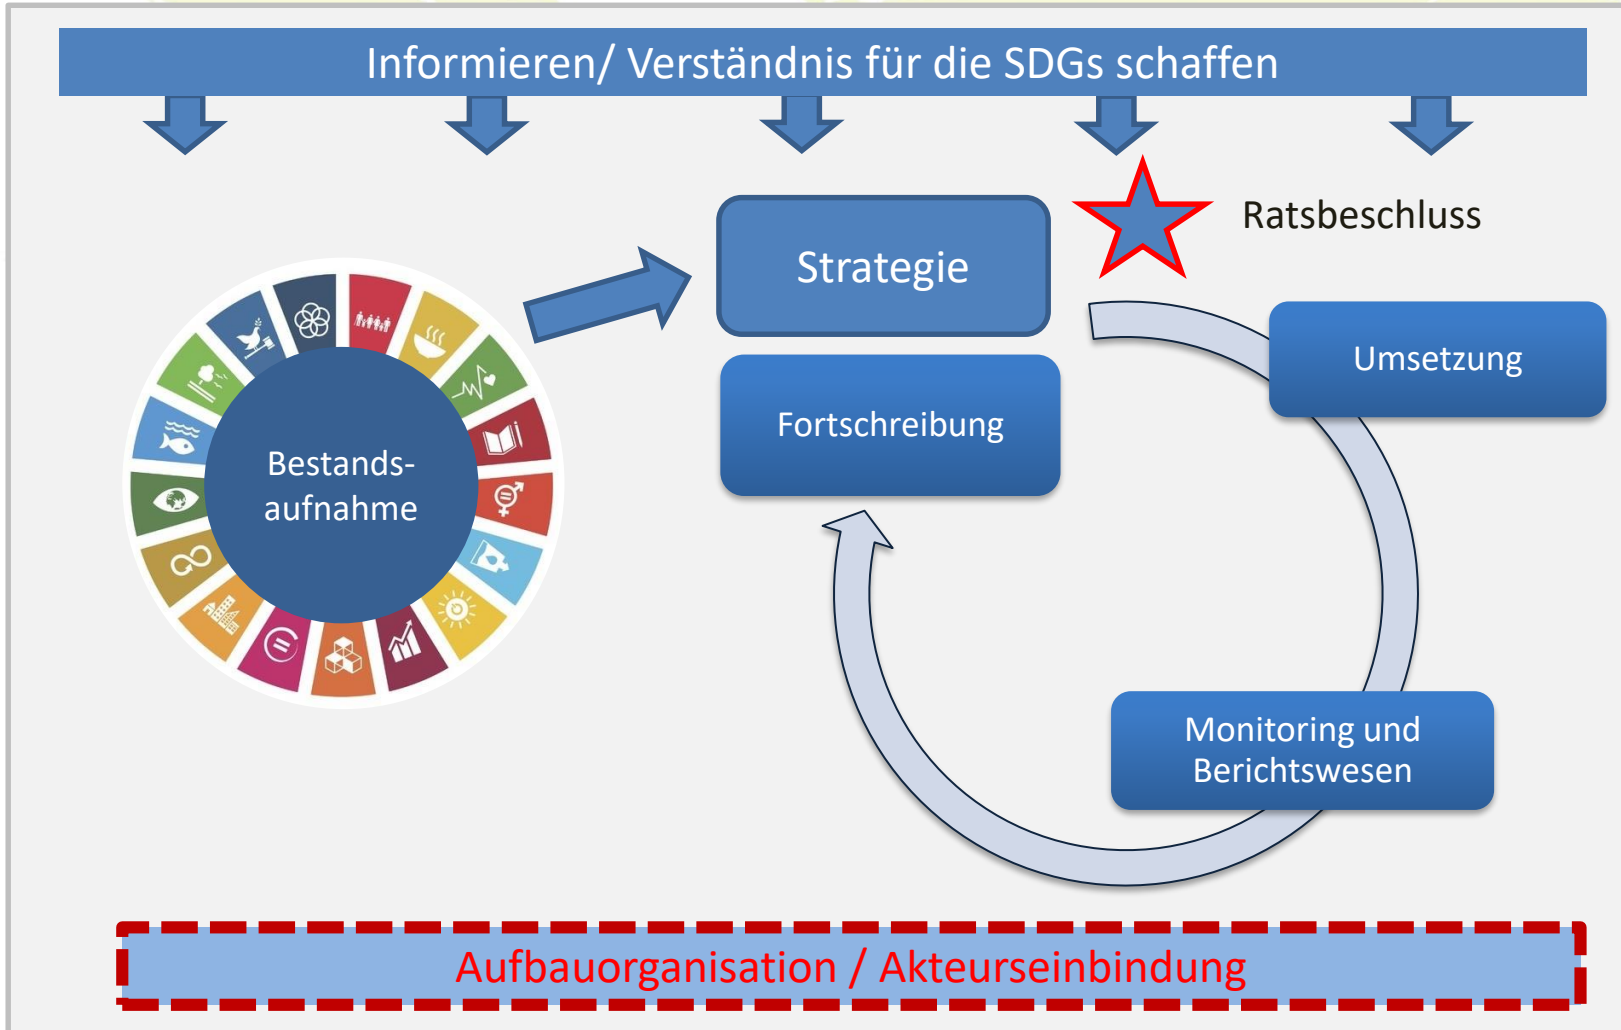 Informieren/ Verständnis für die SDGs schaffen
Ratsbeschluss
Strategie
Umsetzung
Fortschreibung
Bestands-
aufnahme
Monitoring und
Berichtswesen
Aufbauorganisation / Akteurseinbindung